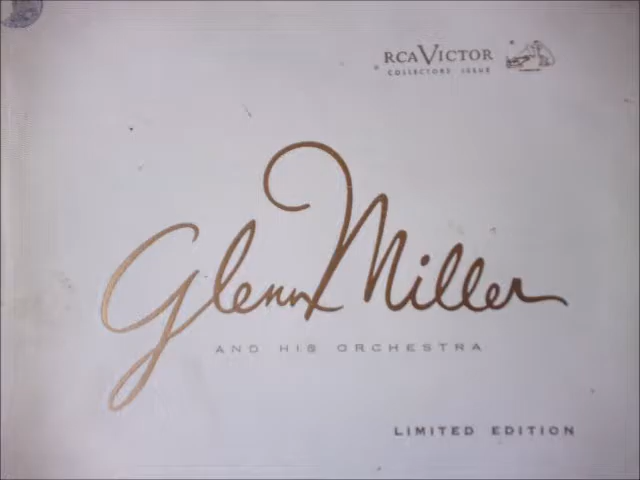 RCA VICTOR
COLLECTORS ISSUE
Glenn Miller
AND HIS ORCHESTRA
LIMITED EDITION